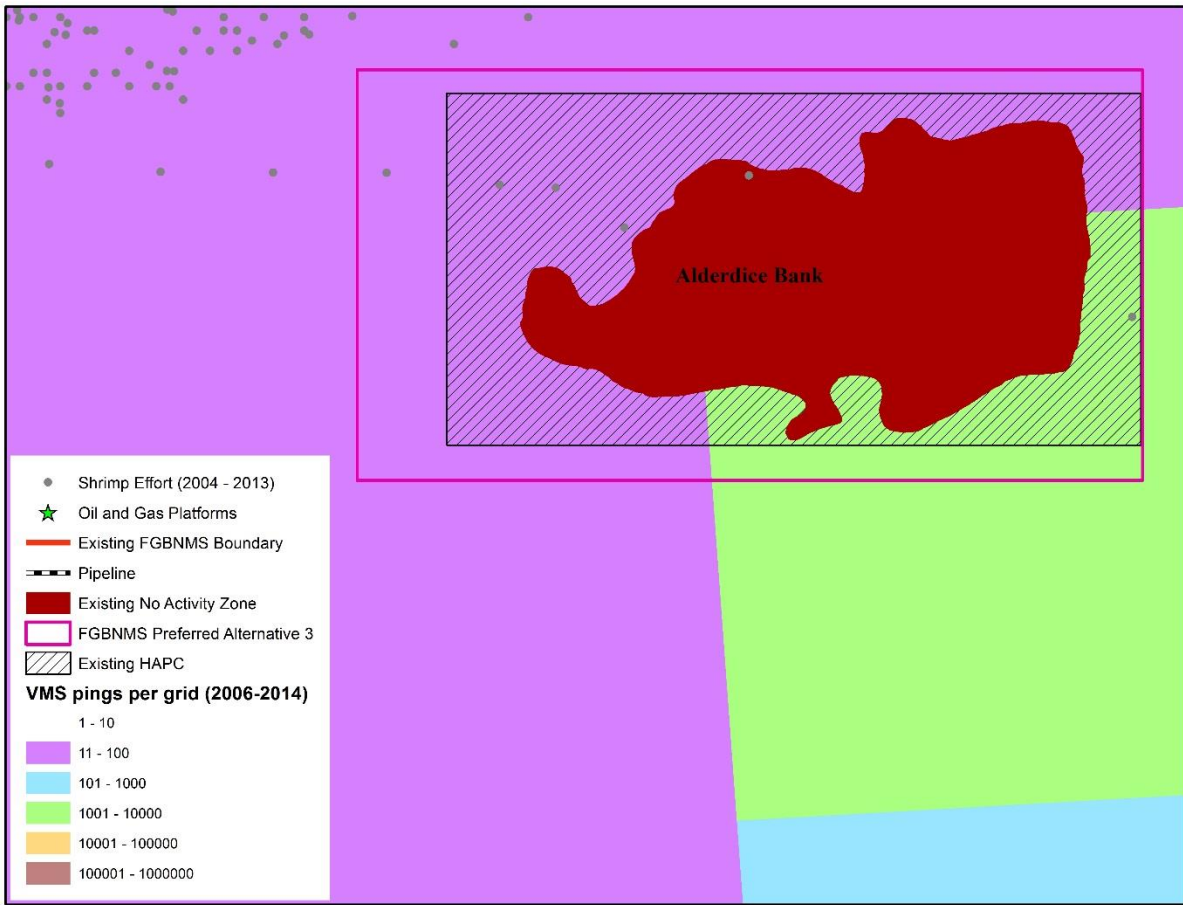 Alderdice Bank
Shrimp Effort (2004 - 2013)
Oil and Gas Platforms
Existing FGBNMS Boundary
Pipeline
Existing No Activity Zone
FGBNMS Preferred Alternative 3
Existing HAPC
VMS pings per grid (2006-2014)
1 - 10
11 - 100
101 - 1000
1001 - 10000
10001 - 100000
100001 - 1000000